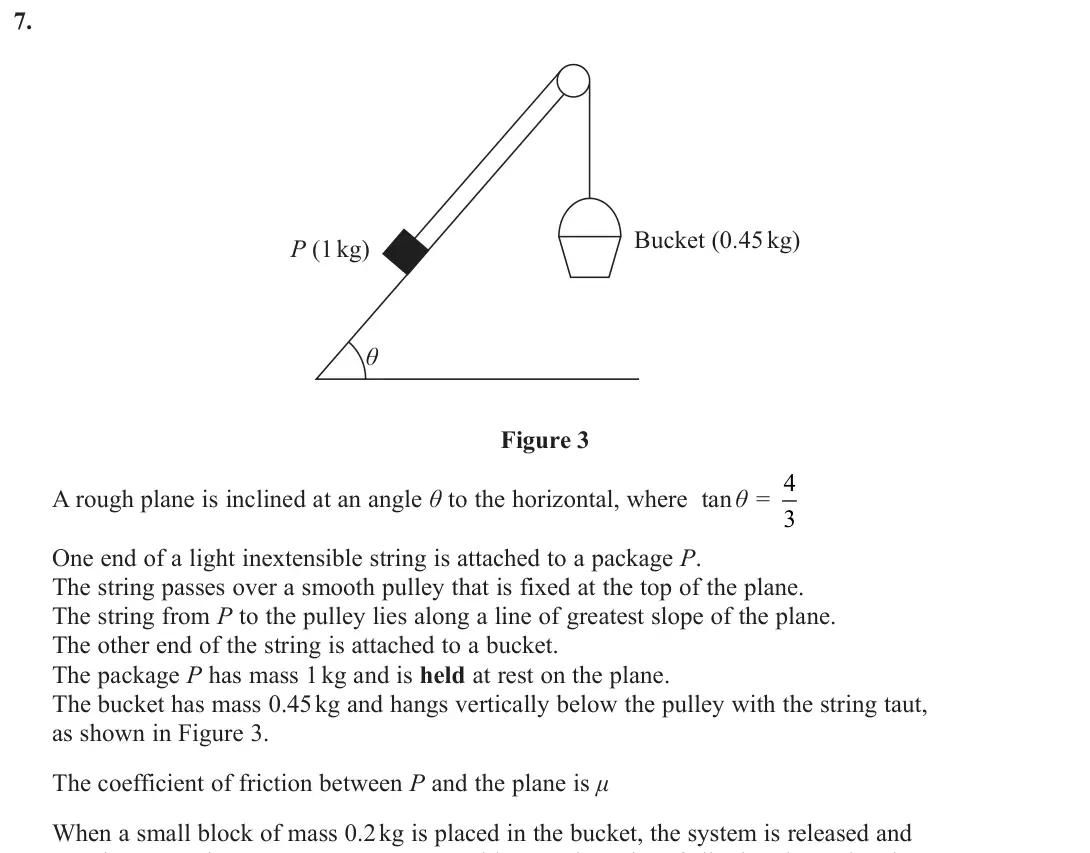 7.
P (1 kg)
Bucket (0.45 kg)
θ
Figure 3
A rough plane is inclined at an angle θ to the horizontal, where tan θ = 4/3
One end of a light inextensible string is attached to a package P.
The string passes over a smooth pulley that is fixed at the top of the plane.
The string from P to the pulley lies along a line of greatest slope of the plane.
The other end of the string is attached to a bucket.
The package P has mass 1 kg and is held at rest on the plane.
The bucket has mass 0.45 kg and hangs vertically below the pulley with the string taut,
as shown in Figure 3.
The coefficient of friction between P and the plane is μ
When a small block of mass 0.2 kg is placed in the bucket, the system is released and